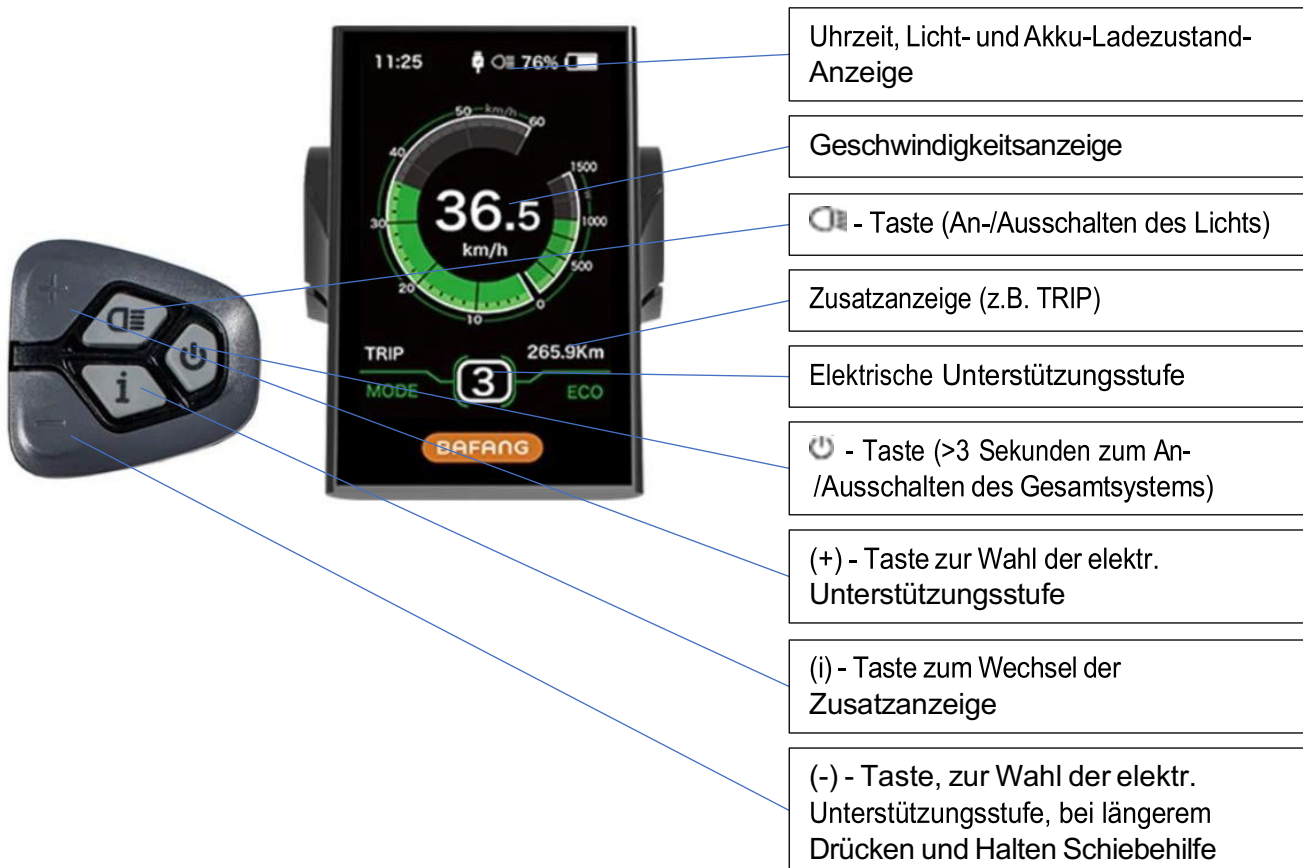 11:25 76%
50 km/h 60
40
1500
W
36.5
30
1000
km/h
500
20
0
10
TRIP 265.9Km
MODE 3 ECO
BAFANG
+
i
–
Uhrzeit, Licht- und Akku-Ladezustand-
Anzeige
Geschwindigkeitsanzeige
- Taste (An-/Ausschalten des Lichts)
Zusatzanzeige (z.B. TRIP)
Elektrische Unterstützungsstufe
- Taste (>3 Sekunden zum An-
/Ausschalten des Gesamtsystems)
(+) - Taste zur Wahl der elektr.
Unterstützungsstufe
(i) - Taste zum Wechsel der
Zusatzanzeige
(-) - Taste, zur Wahl der elektr.
Unterstützungsstufe, bei längerem
Drücken und Halten Schiebehilfe